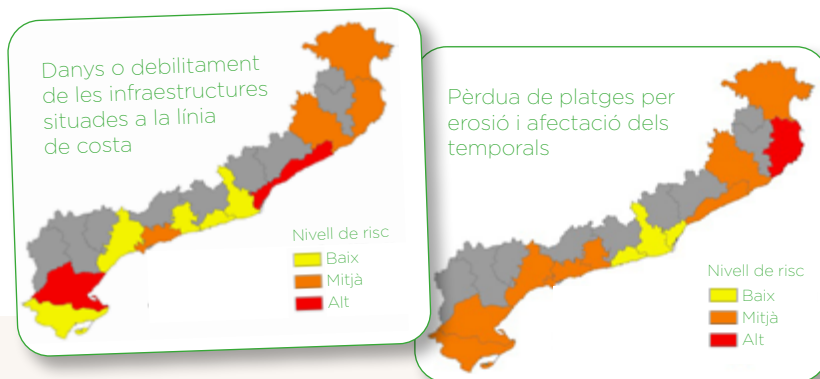 Danys o debilitament
de les infraestructures
situades a la línia
de costa
Nivell de risc
Baix
Mitjà
Alt
Pèrdua de platges per
erosió i afectació dels
temporals
Nivell de risc
Baix
Mitjà
Alt